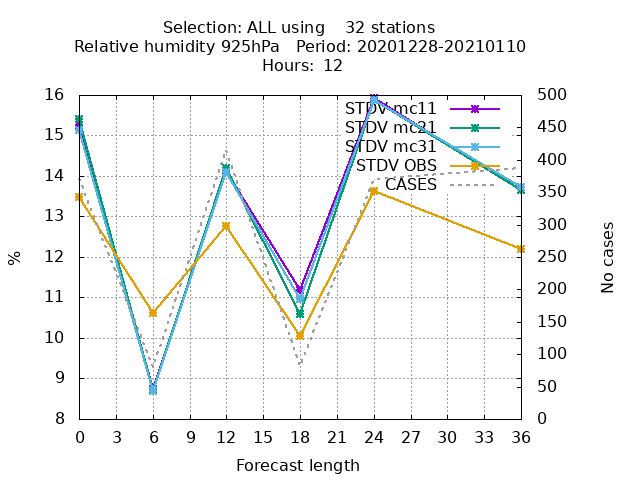 Selection: ALL using    32 stations
Relative humidity 925hPa   Period: 20201228-20210110
Hours: 12
STDV mc11
STDV mc21
STDV mc31
STDV OBS
CASES
16
15
14
13
12
11
10
9
8
%
500
450
400
350
300
250
200
150
100
50
0
No cases
0 3 6 9 12 15 18 21 24 27 30 33 36
Forecast length